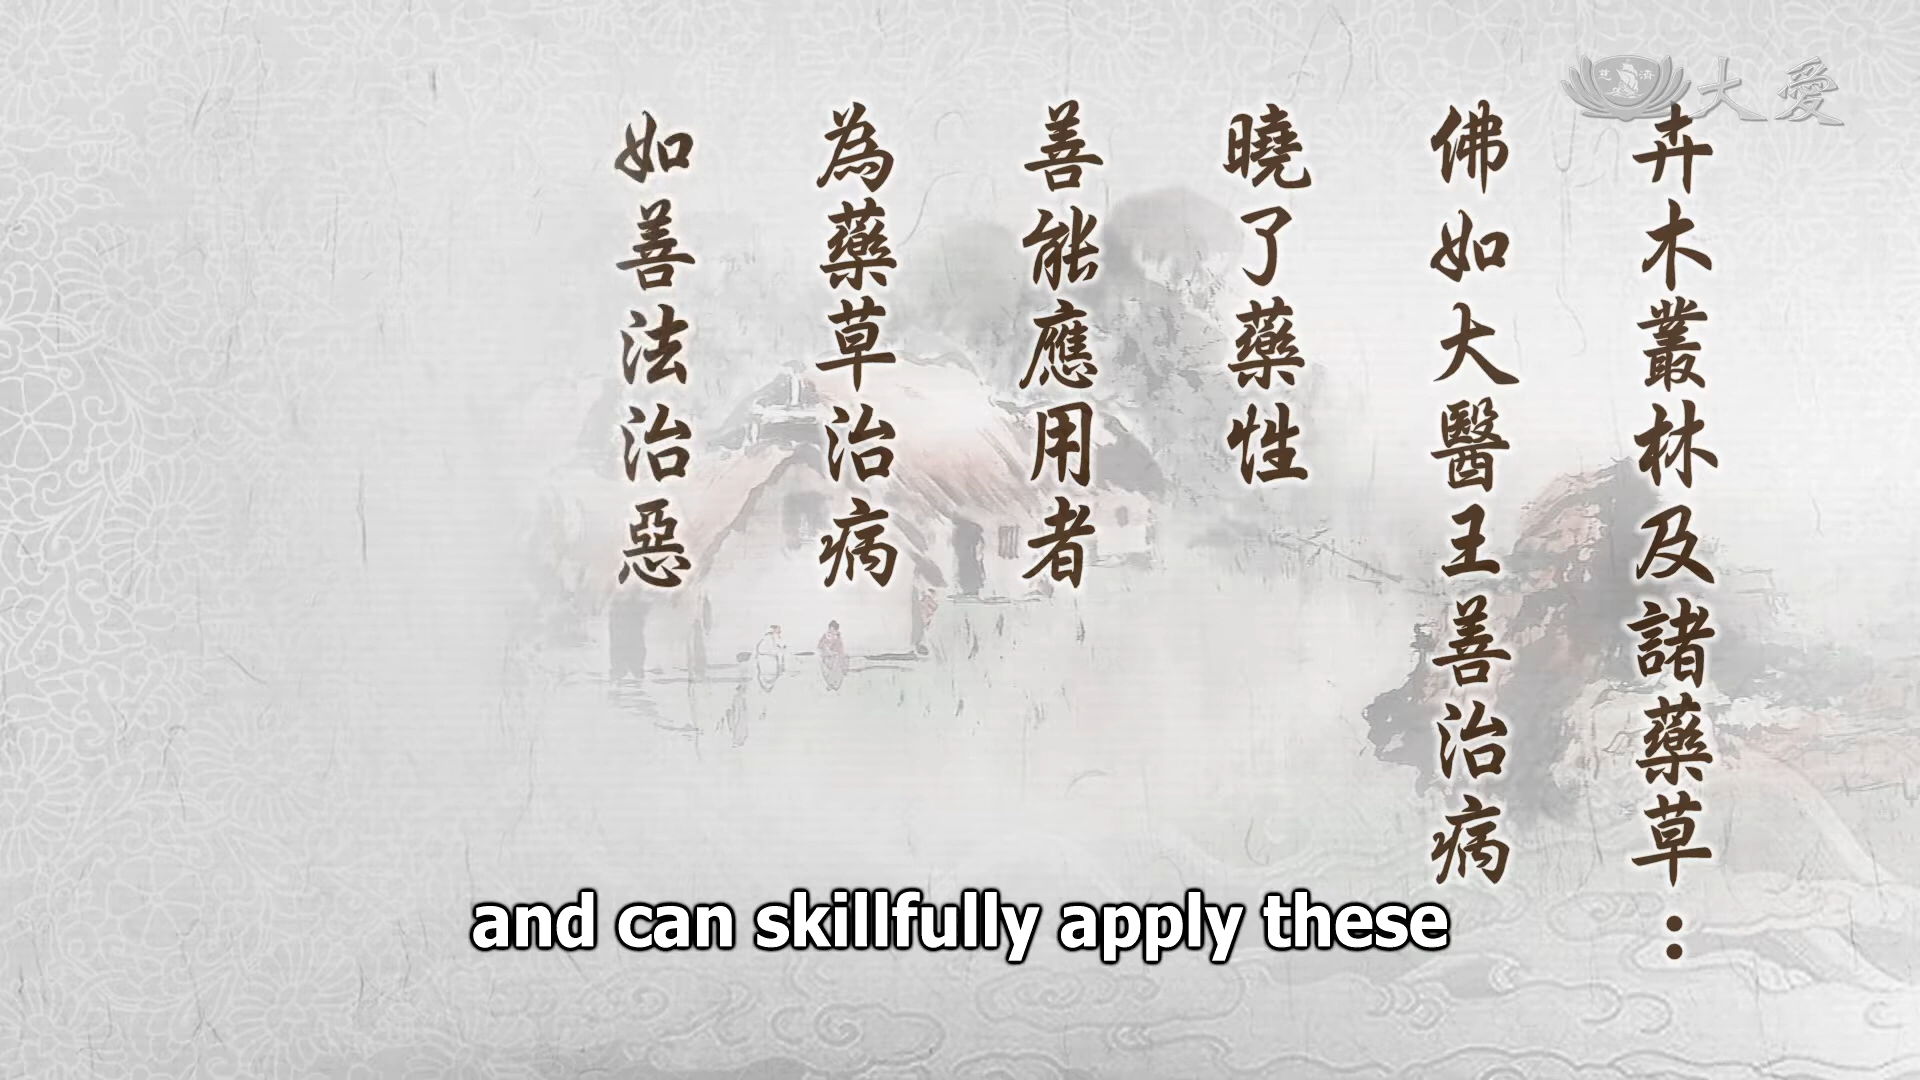 卉木叢林及諸藥草：
佛如大醫王善治病
曉了藥性
善能應用者
為藥草治病
如善法治惡
and can skillfully apply these
慈濟
大愛